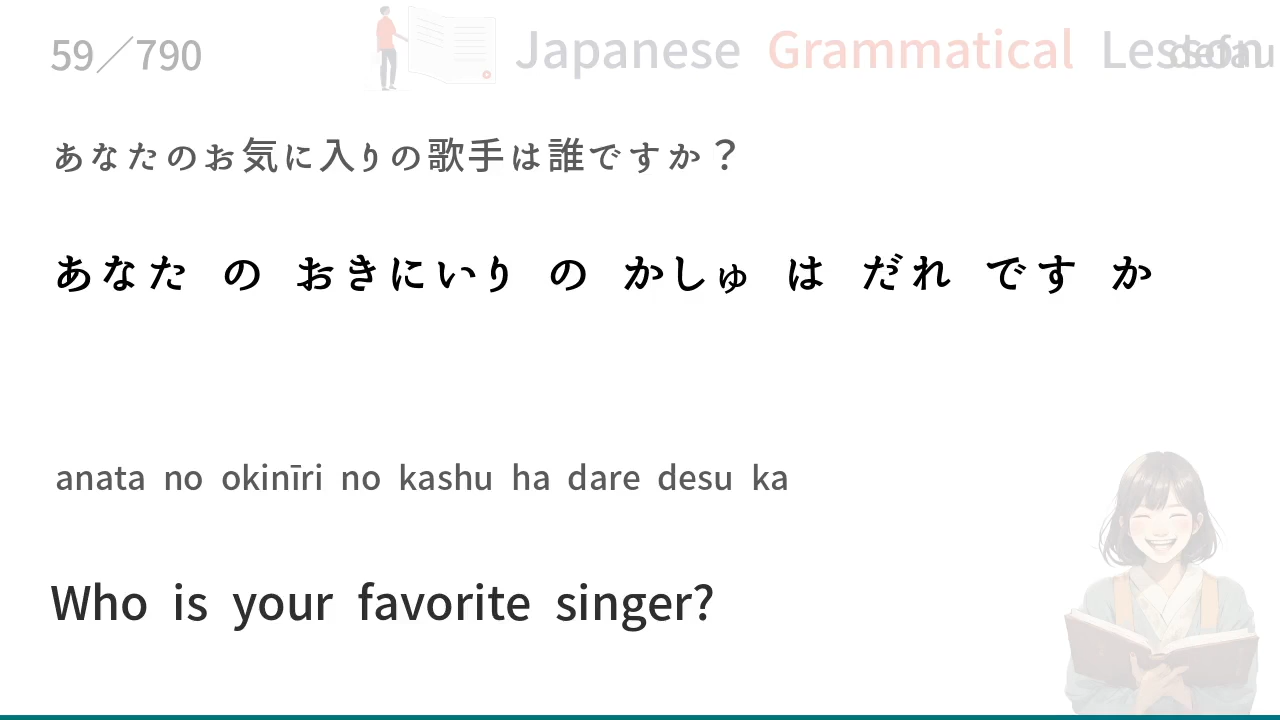 59／790
Japanese Grammatical Lesson
あなたのお気に入りの歌手は誰ですか？
あなた の おきにいり の かしゅ は だれ です か
anata no okinīri no kashu ha dare desu ka
Who is your favorite singer?